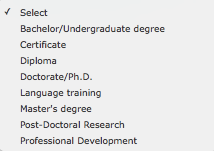 ✓ Select
Bachelor/Undergraduate degree
Certificate
Diploma
Doctorate/Ph.D.
Language training
Master's degree
Post-Doctoral Research
Professional Development